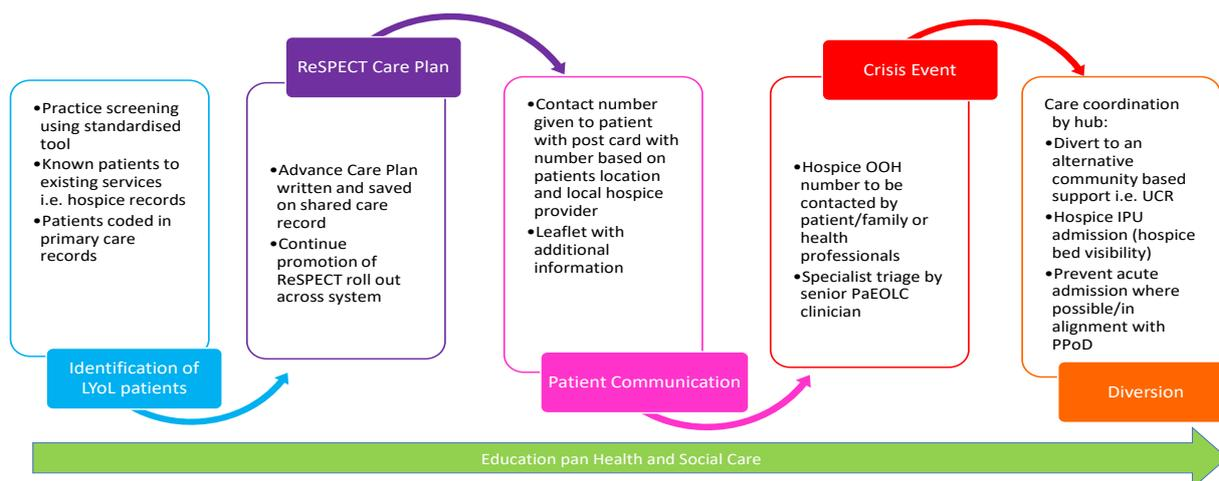 •Practice screening
using standardised
tool
•Known patients to
existing services
i.e. hospice records
•Patients coded in
primary care
records
Identification of
LYoL patients
ReSPECT Care Plan
•Advance Care Plan
written and saved
on shared care
record
•Continue
promotion of
ReSPECT roll out
across system
•Contact number
given to patient
with post card with
number based on
patients location
and local hospice
provider
•Leaflet with
additional
information
Patient Communication
Crisis Event
•Hospice OOH
number to be
contacted by
patient/family or
health
professionals
•Specialist triage by
senior PaEOLC
clinician
Care coordination
by hub:
•Divert to an
alternative
community based
support i.e. UCR
•Hospice IPU
admission (hospice
bed visibility)
•Prevent acute
admission where
possible/in
alignment with
PPoD
Diversion
Education pan Health and Social Care